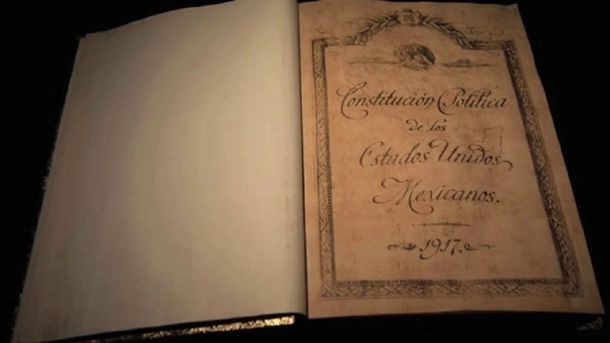 Constitución Política
de los
Estados Unidos
Mexicanos.
1917.